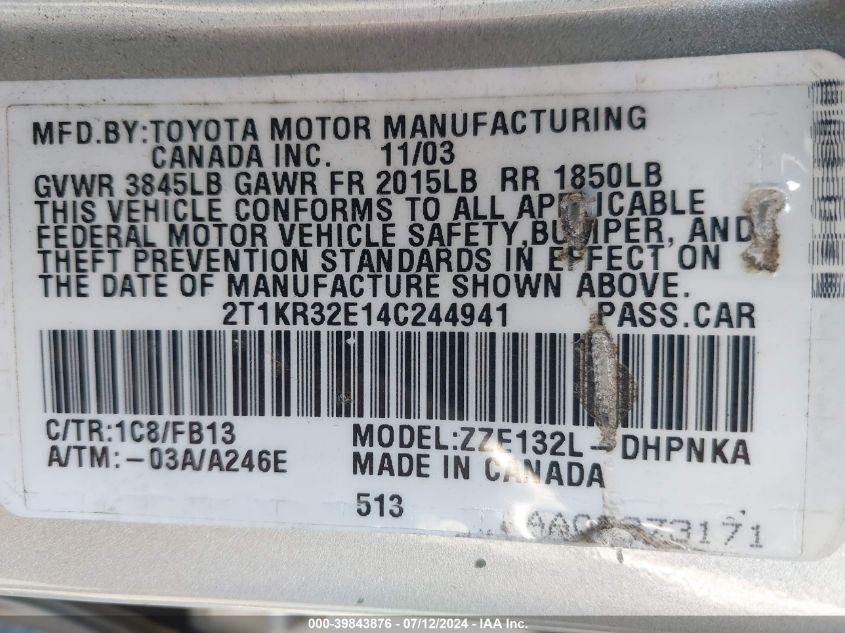 MFD.BY:TOYOTA MOTOR MANUFACTURING
CANADA INC. 11/03
GVWR 3845LB GAWR FR 2015LB RR 1850LB
THIS VEHICLE CONFORMS TO ALL APPLICABLE
FEDERAL MOTOR VEHICLE SAFETY,BUMPER, AND
THEFT PREVENTION STANDARDS IN EFFECT ON
THE DATE OF MANUFACTURE SHOWN ABOVE.
2T1KR32E14C244941 PASS.CAR
C/TR:1C8/FB13 MODEL:ZZE132L-DHPNKA
A/TM:-03A/A246E MADE IN CANADA
513
000-39843876 - 07/12/2024 - © IAA Inc.